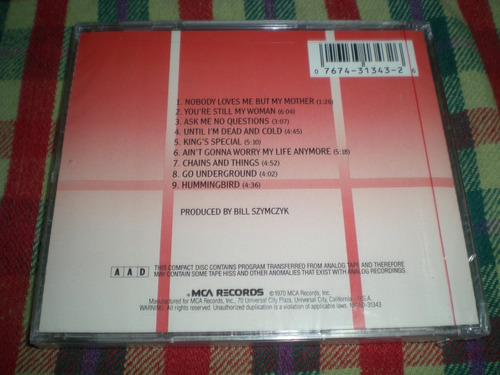 0 7674-31343-2 6
1. NOBODY LOVES ME BUT MY MOTHER (1:26)
2. YOU'RE STILL MY WOMAN (6:04)
3. ASK ME NO QUESTIONS (3:07)
4. UNTIL I'M DEAD AND COLD (4:45)
5. KING'S SPECIAL (5:10)
6. AIN'T GONNA WORRY MY LIFE ANYMORE (5:18)
7. CHAINS AND THINGS (4:52)
8. GO UNDERGROUND (4:02)
9. HUMMINGBIRD (4:36)
PRODUCED BY BILL SZYMCZYK
A A D
THIS COMPACT DISC CONTAINS PROGRAM TRANSFERRED FROM ANALOG TAPE AND THEREFORE
MAY CONTAIN SOME TAPE HISS AND OTHER ANOMALIES THAT EXIST WITH ANALOG RECORDINGS.
MCA RECORDS ©1970 MCA Records, Inc.
Manufactured for MCA Records, Inc., 70 Universal City Plaza, Universal City, California - U.S.A.
WARNING: All rights reserved. Unauthorized duplication is a violation of applicable laws. MCAD-31343